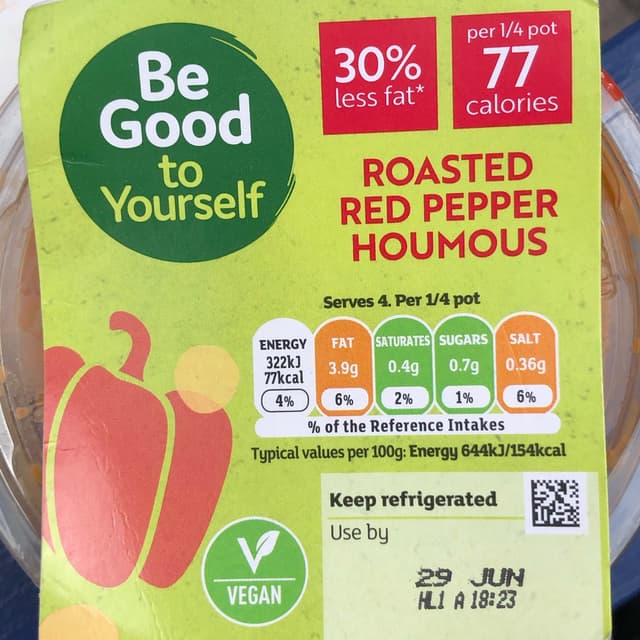 Be
Good
to
Yourself
30%
less fat*
per 1/4 pot
77
calories
ROASTED
RED PEPPER
HOUMOUS
Serves 4. Per 1/4 pot
ENERGY FAT SATURATES SUGARS SALT
322kJ 3.9g 0.4g 0.7g 0.36g
77kcal
4% 6% 2% 1% 6%
% of the Reference Intakes
Typical values per 100g: Energy 644kJ/154kcal
Keep refrigerated
Use by
29 JUN
HL1 A 18:23
V
VEGAN